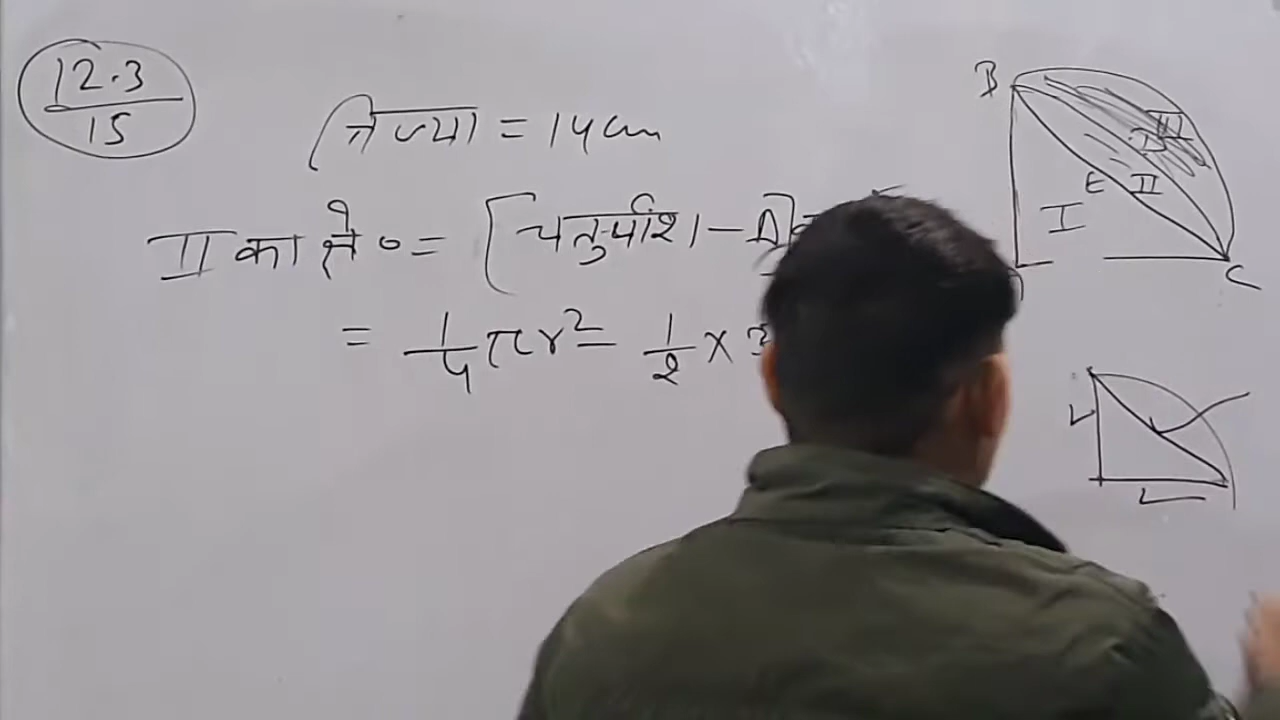 12.3
15
त्रिज्या = 14cm
II का क्षे० = [चतुर्थांश - Δ]
= 1/4 πr² - 1/2 ×
B
III
D
E II
I
C
L
L